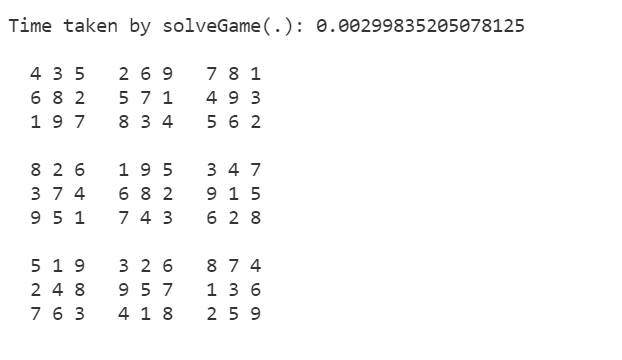 Time taken by solveGame(.): 0.00299835205078125
4 3 5 2 6 9 7 8 1
6 8 2 5 7 1 4 9 3
1 9 7 8 3 4 5 6 2
8 2 6 1 9 5 3 4 7
3 7 4 6 8 2 9 1 5
9 5 1 7 4 3 6 2 8
5 1 9 3 2 6 8 7 4
2 4 8 9 5 7 1 3 6
7 6 3 4 1 8 2 5 9